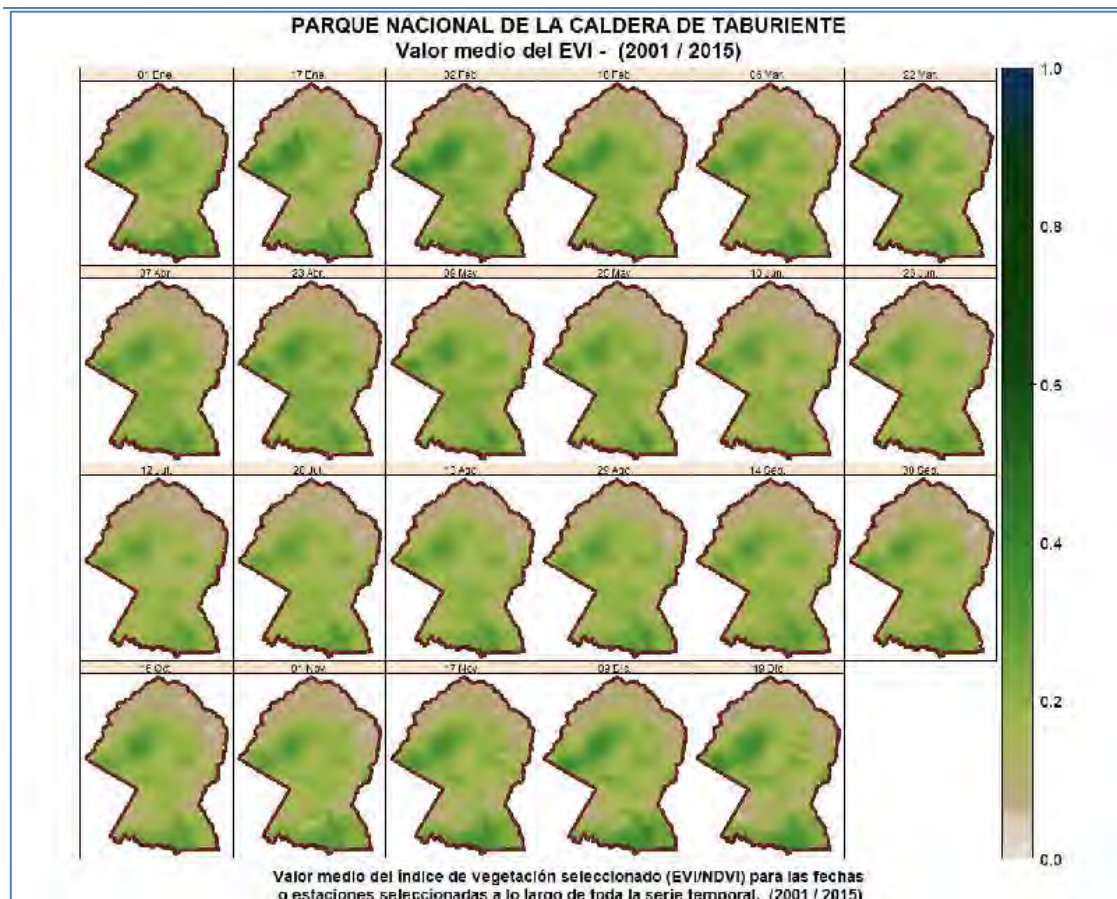 PARQUE NACIONAL DE LA CALDERA DE TABURIENTE
Valor medio del EVI - (2001 / 2015)
01 Ene. 17 Ene. 02 Feb. 18 Feb. 06 Mar. 22 Mar.
1.0
0.8
07 Abr. 23 Abr. 09 May. 25 May. 10 Jun. 26 Jun.
0.6
12 Jul. 28 Jul. 13 Ago. 29 Ago. 14 Sep. 30 Sep.
0.4
16 Oct. 01 Nov. 17 Nov. Dic. 19 Dic.
0.2
0.0
Valor medio del índice de vegetación seleccionado (EVI/NDVI) para las fechas
o estaciones seleccionadas a lo largo de toda la serie temporal. (2001 / 2015)